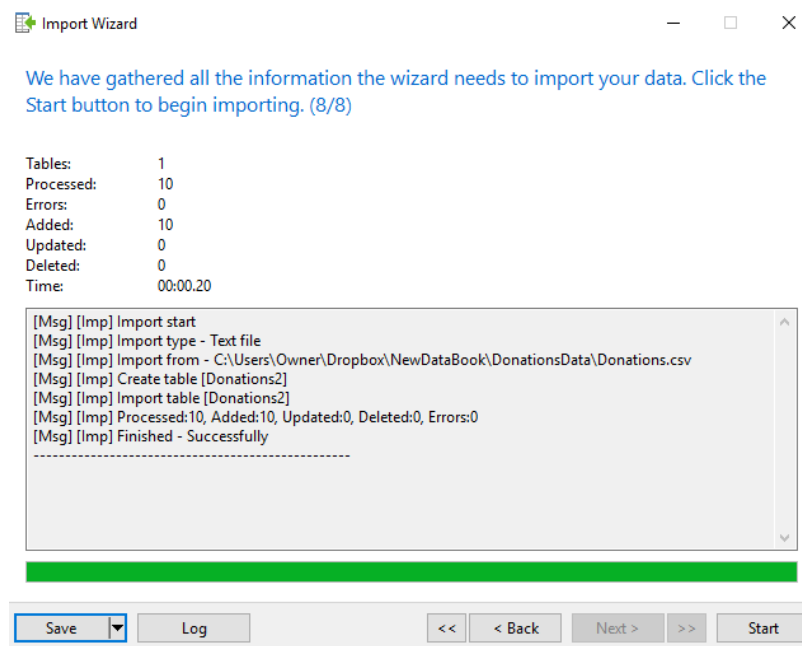 Import Wizard
We have gathered all the information the wizard needs to import your data. Click the
Start button to begin importing. (8/8)
Tables: 1
Processed: 10
Errors: 0
Added: 10
Updated: 0
Deleted: 0
Time: 00:00.20
[Msg] [Imp] Import start
[Msg] [Imp] Import type - Text file
[Msg] [Imp] Import from - C:\Users\Owner\Dropbox\NewDataBook\DonationsData\Donations.csv
[Msg] [Imp] Create table [Donations2]
[Msg] [Imp] Import table [Donations2]
[Msg] [Imp] Processed:10, Added:10, Updated:0, Deleted:0, Errors:0
[Msg] [Imp] Finished - Successfully
--------------------------------------------------
Save Log << < Back Next > >> Start